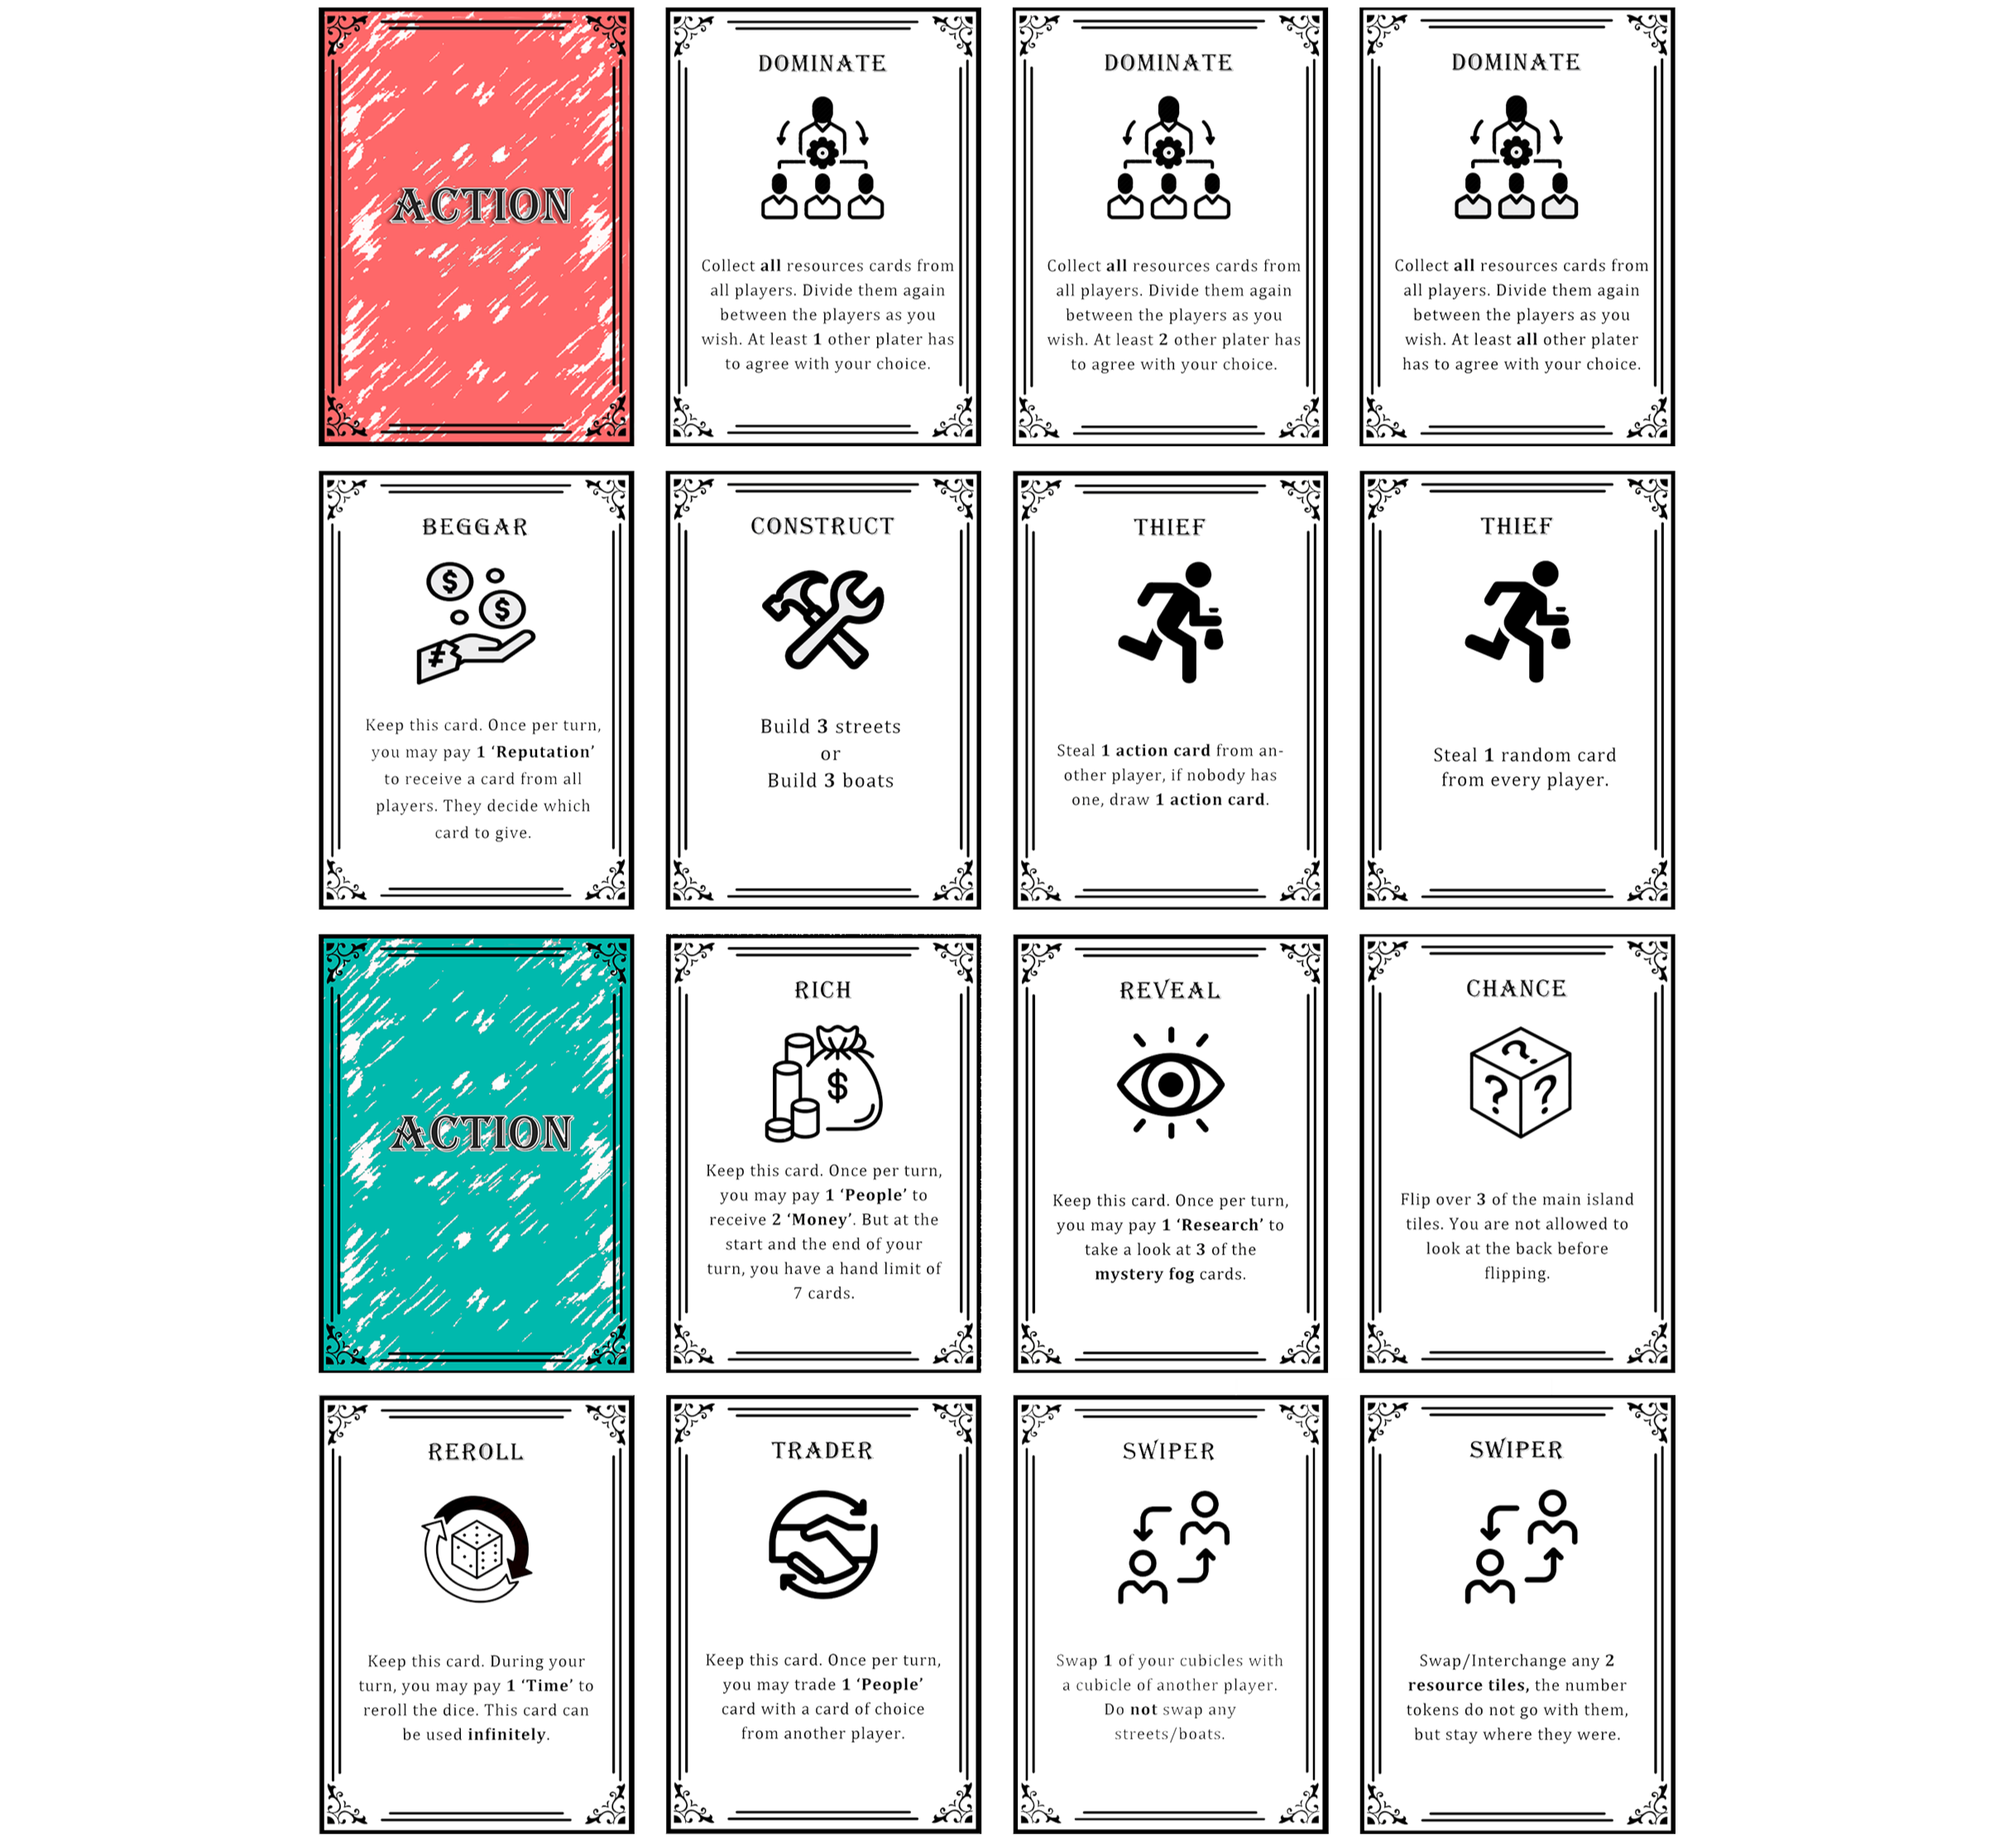 ACTION
DOMINATE
Collect all resources cards from
all players. Divide them again
between the players as you
wish. At least 1 other plater has
to agree with your choice.
DOMINATE
Collect all resources cards from
all players. Divide them again
between the players as you
wish. At least 2 other plater has
to agree with your choice.
DOMINATE
Collect all resources cards from
all players. Divide them again
between the players as you
wish. At least all other plater
has to agree with your choice.
BEGGAR
$
$
Keep this card. Once per turn,
you may pay 1 ‘Reputation’
to receive a card from all
players. They decide which
card to give.
CONSTRUCT
Build 3 streets
or
Build 3 boats
THIEF
Steal 1 action card from an-
other player, if nobody has
one, draw 1 action card.
THIEF
Steal 1 random card
from every player.
ACTION
RICH
$
Keep this card. Once per turn,
you may pay 1 ‘People’ to
receive 2 ‘Money’. But at the
start and the end of your
turn, you have a hand limit of
7 cards.
REVEAL
Keep this card. Once per turn,
you may pay 1 ‘Research’ to
take a look at 3 of the
mystery fog cards.
CHANCE
?
? ?
Flip over 3 of the main island
tiles. You are not allowed to
look at the back before
flipping.
REROLL
Keep this card. During your
turn, you may pay 1 ‘Time’ to
reroll the dice. This card can
be used infinitely.
TRADER
Keep this card. Once per turn,
you may trade 1 ‘People’
card with a card of choice
from another player.
SWIPER
Swap 1 of your cubicles with
a cubicle of another player.
Do not swap any
streets/boats.
SWIPER
Swap/Interchange any 2
resource tiles, the number
tokens do not go with them,
but stay where they were.